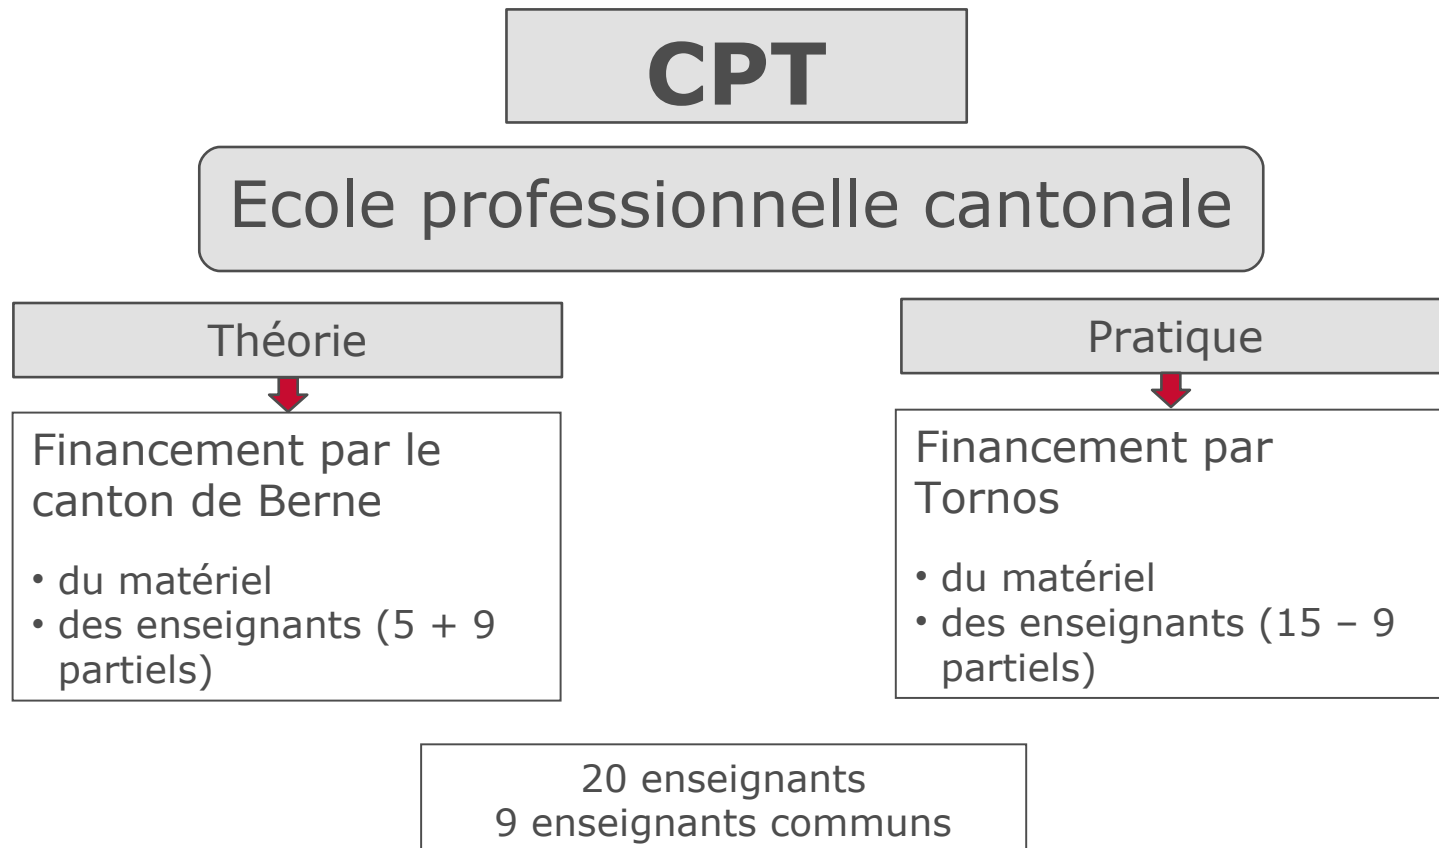 CPT
Ecole professionnelle cantonale
Théorie
Financement par le
canton de Berne
• du matériel
• des enseignants (5 + 9
partiels)
Pratique
Financement par
Tornos
• du matériel
• des enseignants (15 – 9
partiels)
20 enseignants
9 enseignants communs